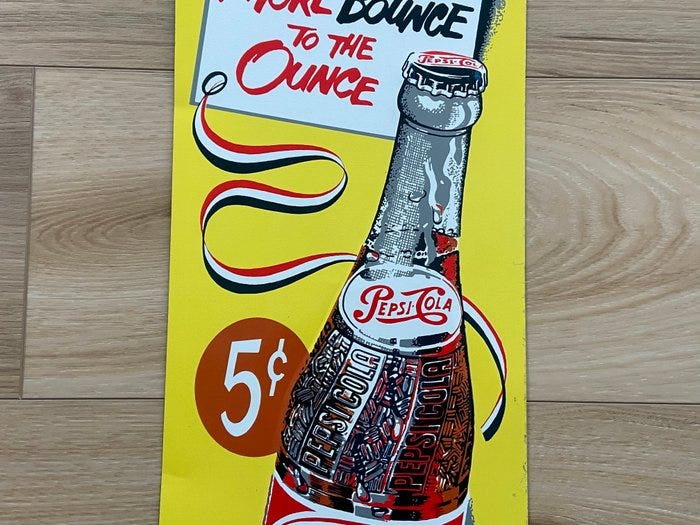 MORE BOUNCE
TO THE
OUNCE
PEPSI-COLA
PEPSI-COLA
5¢
PEPSI-COLA
PEPSI-COLA